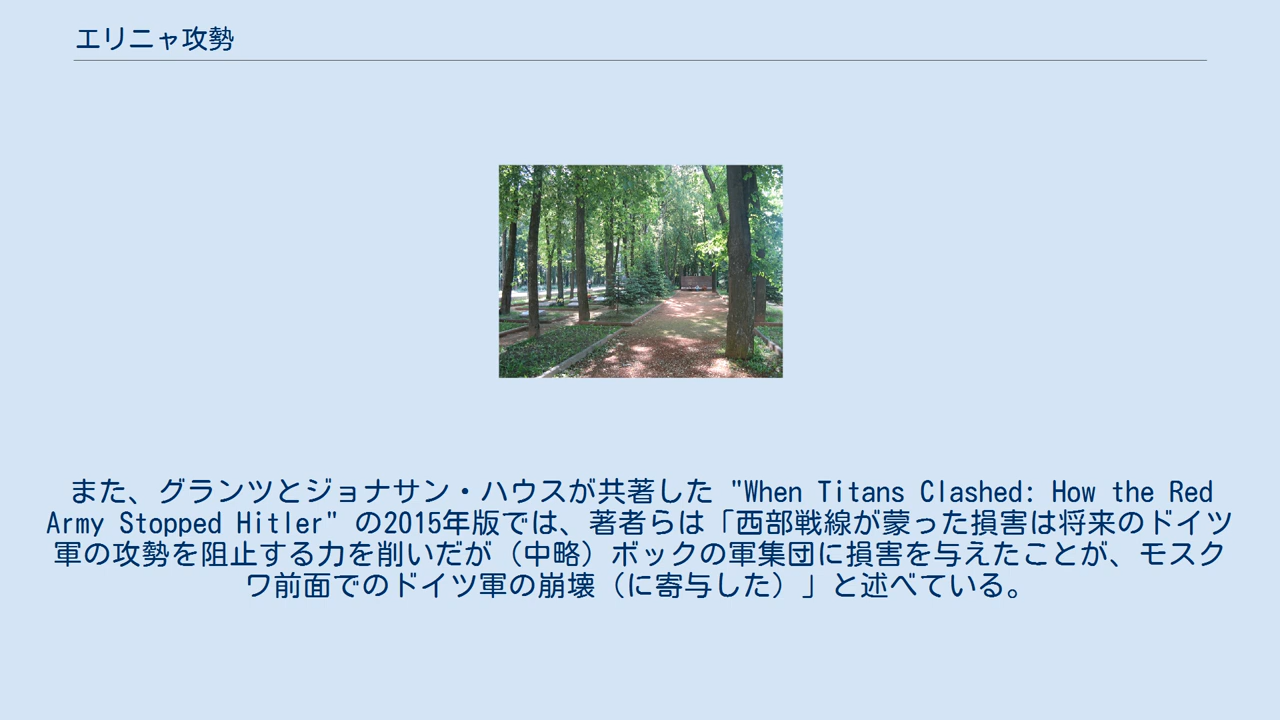 エリニャ攻勢
また、グランツとジョナサン・ハウスが共著した "When Titans Clashed: How the Red
Army Stopped Hitler" の2015年版では、著者らは「西部戦線が蒙った損害は将来のドイツ
軍の攻勢を阻止する力を削いだが（中略）ボックの軍集団に損害を与えたことが、モスク
ワ前面でのドイツ軍の崩壊（に寄与した）」と述べている。